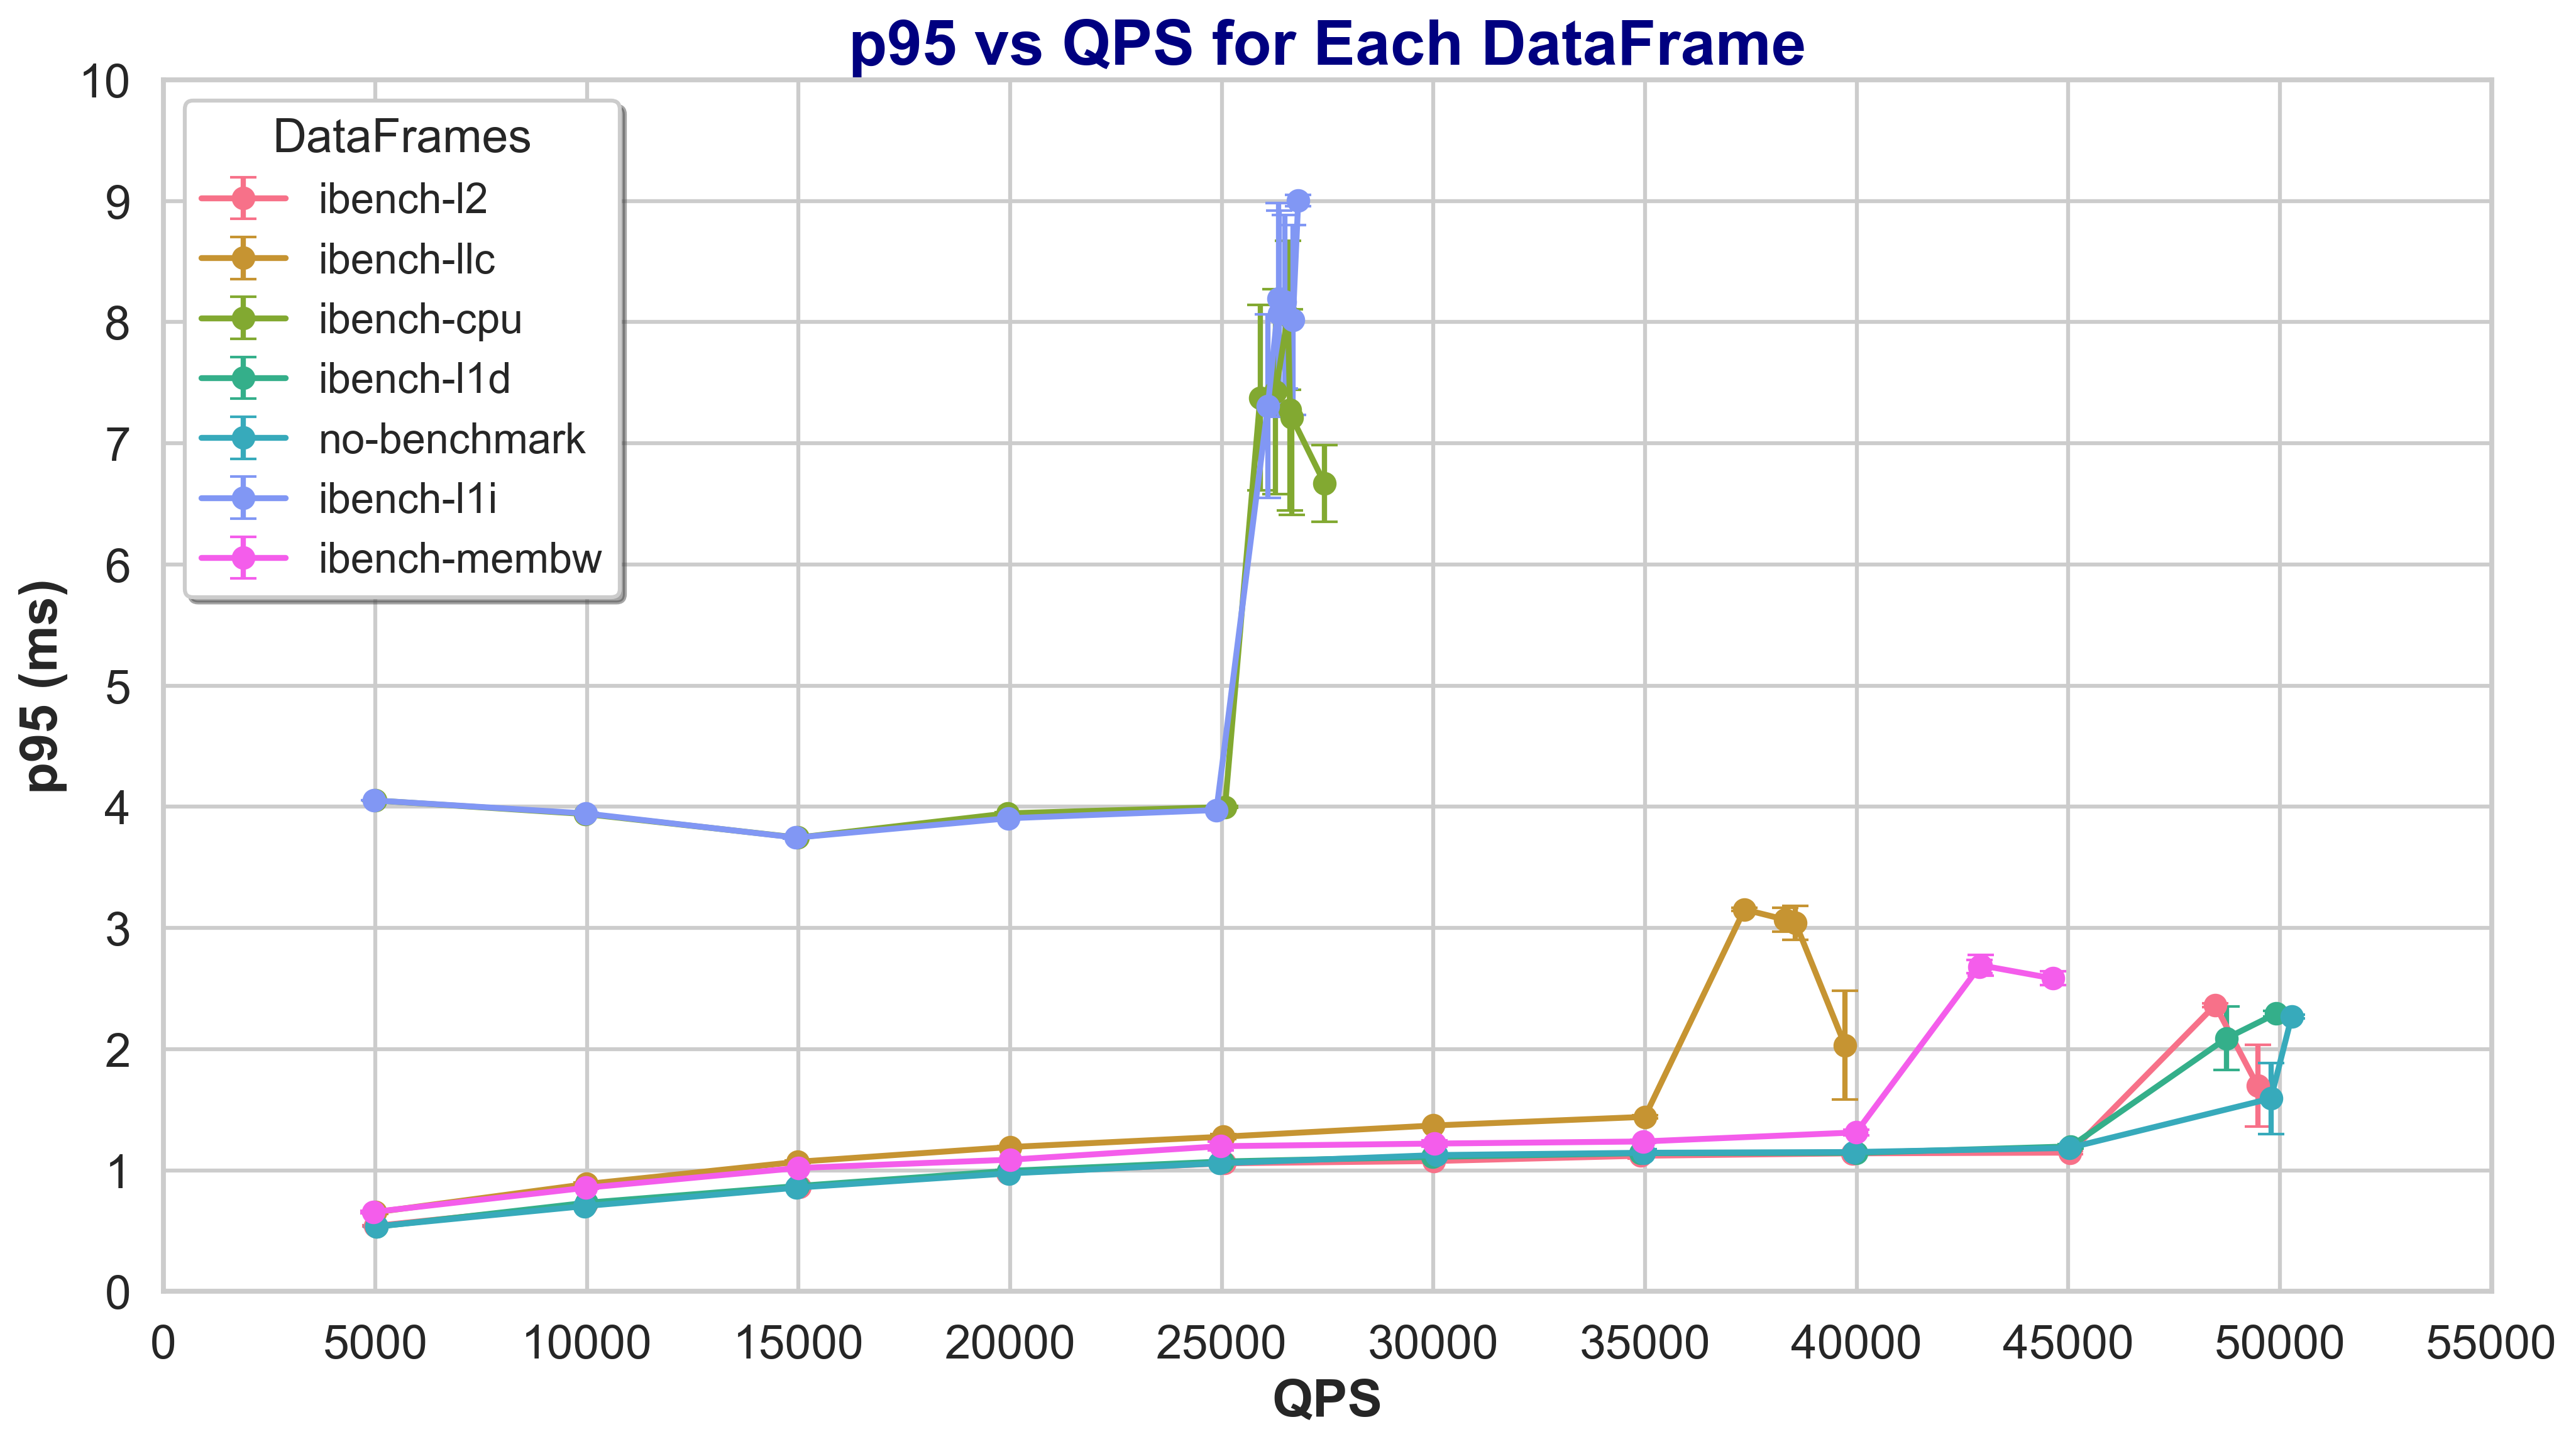 p95 vs QPS for Each DataFrame
10
9
8
7
6
5
4
3
2
1
0
p95 (ms)
DataFrames
ibench-l2
ibench-llc
ibench-cpu
ibench-l1d
no-benchmark
ibench-l1i
ibench-membw
0 5000 10000 15000 20000 25000 30000 35000 40000 45000 50000 55000
QPS